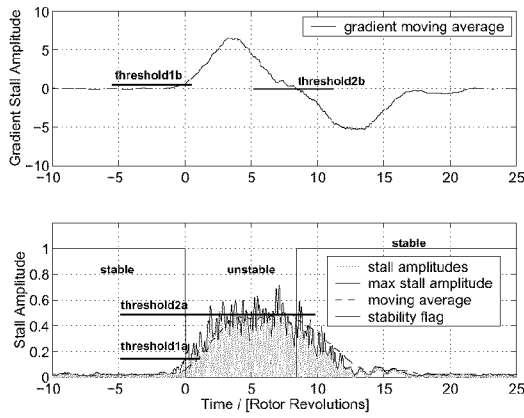 10
5
0
−5
−10
Gradient Stall Amplitude
gradient moving average
threshold1b
threshold2b
−10 −5 0 5 10 15 20 25
1
0.8
0.6
0.4
0.2
0
Stall Amplitude
stable
unstable
stable
threshold2a
threshold1a
stall amplitudes
max stall amplitude
moving average
stability flag
−10 −5 0 5 10 15 20 25
Time / [Rotor Revolutions]